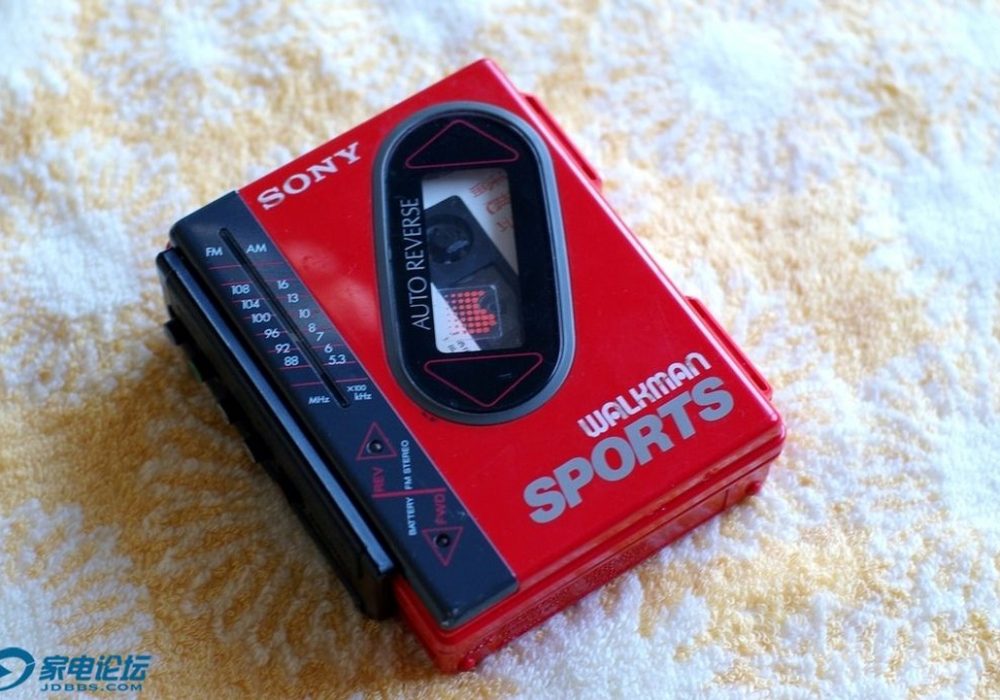 SONY
FM AM
108 16
104 13
100 10
96 8
7
92 6
88 5.3
MHz ×100 kHz
AUTO REVERSE
REV
FWD
BATTERY FM STEREO
WALKMAN
SPORTS
家电论坛
JDBBS.COM